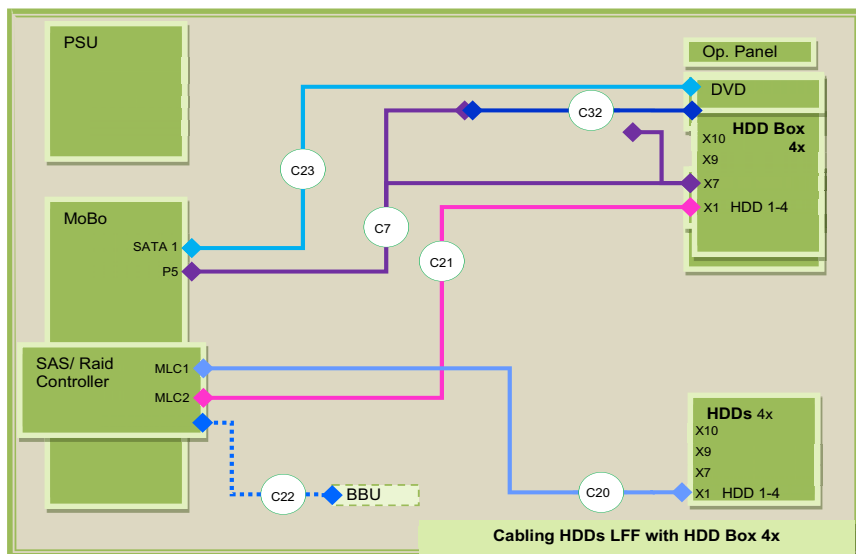 PSU
Op. Panel
DVD
C32
HDD Box
4x
X10
X9
C23
X7
MoBo
X1 HDD 1-4
C7
SATA 1
C21
P5
SAS/ Raid
Controller
MLC1
MLC2
HDDs 4x
X10
X9
X7
C22
BBU
C20
X1 HDD 1-4
Cabling HDDs LFF with HDD Box 4x